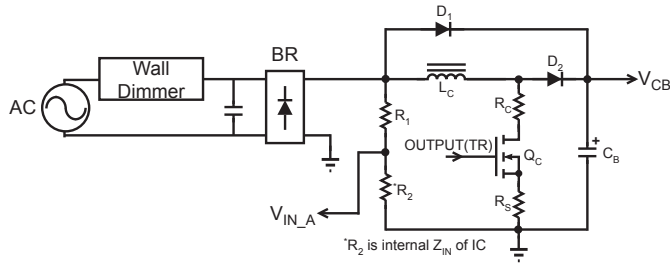 D1
BR
Wall
Dimmer
D2
VCB
AC
LC
R1
RC
OUTPUT(TR)
QC
+
CB
*R2
VIN_A
RS
*R2 is internal ZIN of IC